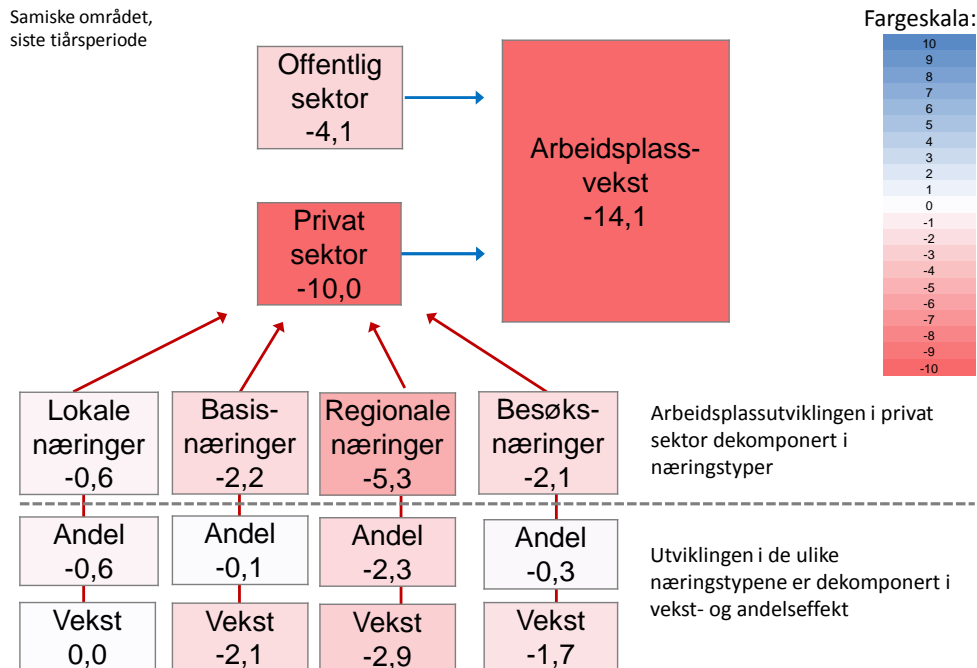 Samiske området,
siste tiårsperiode
Fargeskala:
10
9
8
7
6
5
4
3
2
1
0
-1
-2
-3
-4
-5
-6
-7
-8
-9
-10
Offentlig
sektor
-4,1
Arbeidsplass-
vekst
-14,1
Privat
sektor
-10,0
Lokale
næringer
-0,6
Basis-
næringer
-2,2
Regionale
næringer
-5,3
Besøks-
næringer
-2,1
Arbeidsplassutviklingen i privat
sektor dekomponert i
næringstyper
Andel
-0,6
Andel
-0,1
Andel
-2,3
Andel
-0,3
Utviklingen i de ulike
næringstypene er dekomponert i
vekst- og andelseffekt
Vekst
0,0
Vekst
-2,1
Vekst
-2,9
Vekst
-1,7